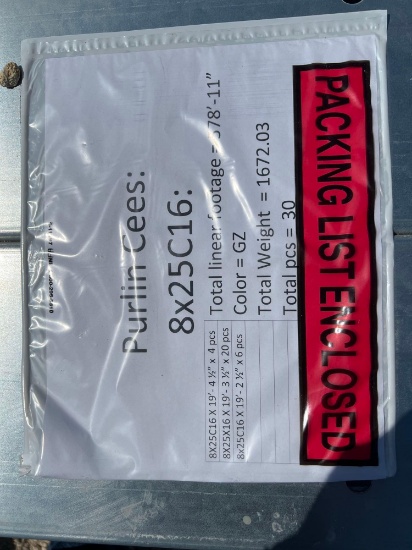 PACKING LIST ENCLOSED
Purlin Cees:
8x25C16:
Total linear footage = 578'-11"
Color = GZ
Total Weight = 1672.03
Total pcs = 30
8X25C16 X 19'- 4 ½" x 4 pcs
8X25X16 X 19'- 3 ½" x 20 pcs
8x25C16 X 19'- 2 ½" x 6 pcs